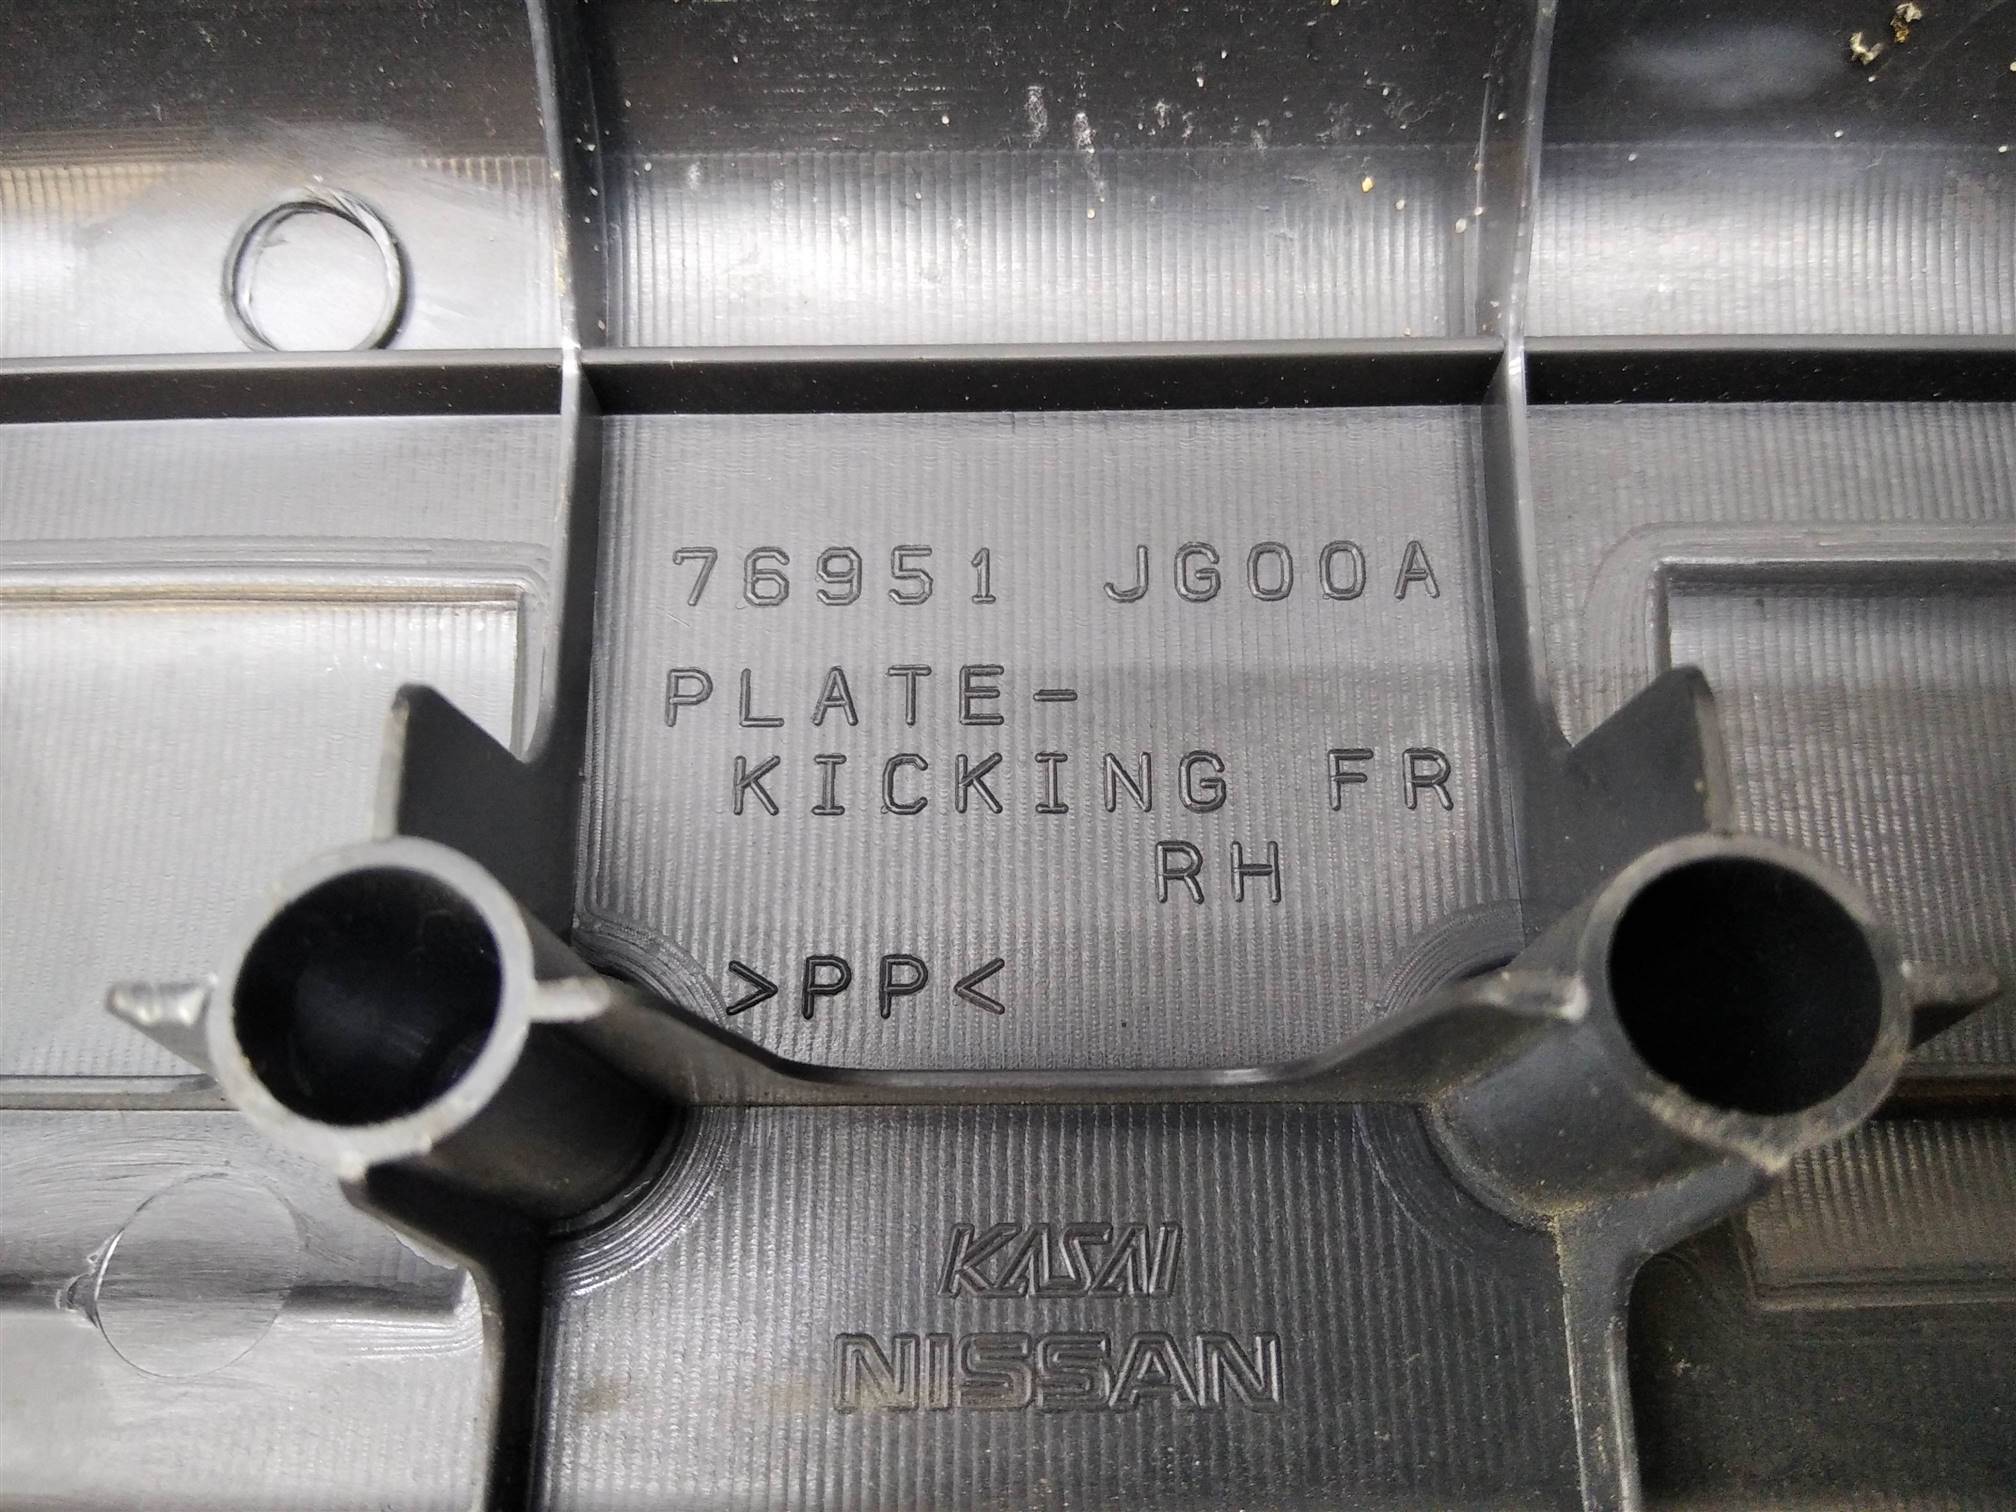 76951 JG00A
PLATE-
KICKING FR
RH
>PP<
KASAI
NISSAN